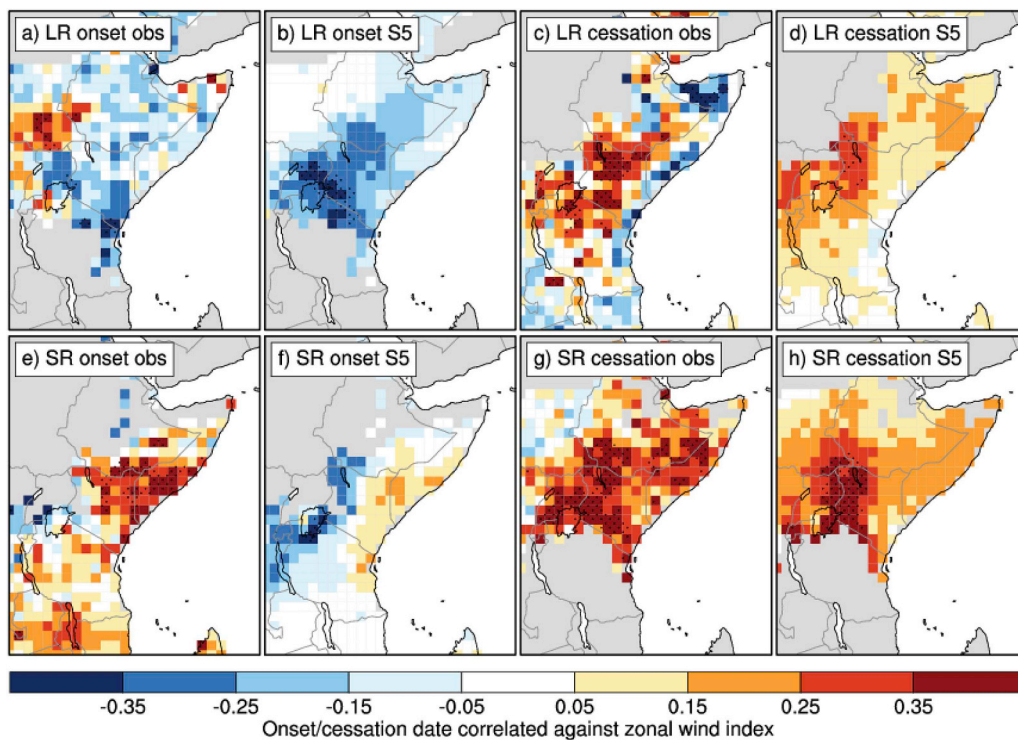 a) LR onset obs
b) LR onset S5
c) LR cessation obs
d) LR cessation S5
e) SR onset obs
f) SR onset S5
g) SR cessation obs
h) SR cessation S5
-0.35 -0.25 -0.15 -0.05 0.05 0.15 0.25 0.35
Onset/cessation date correlated against zonal wind index